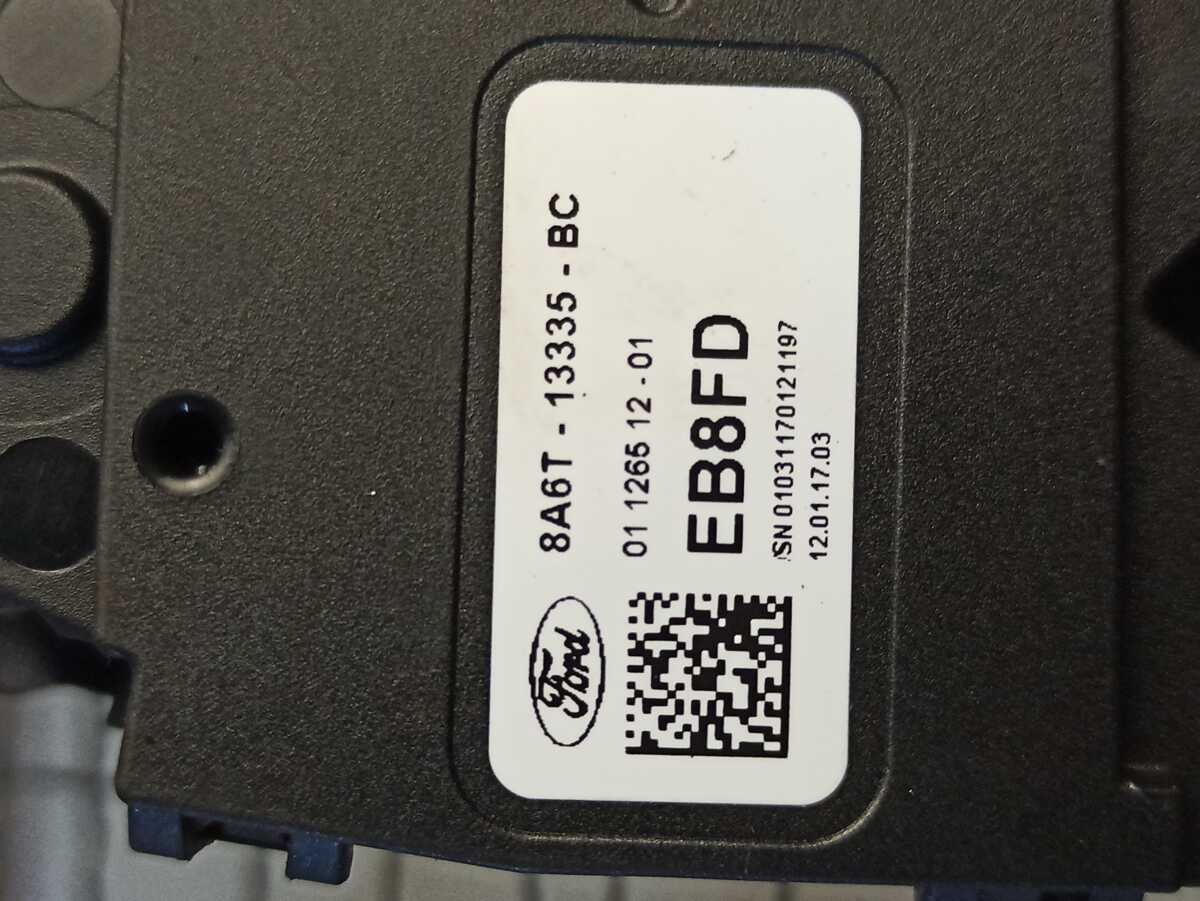 Ford
8A6T - 13335 - BC
01 1265 12 - 01
EB8FD
SN 01031170121197
12.01.17.03